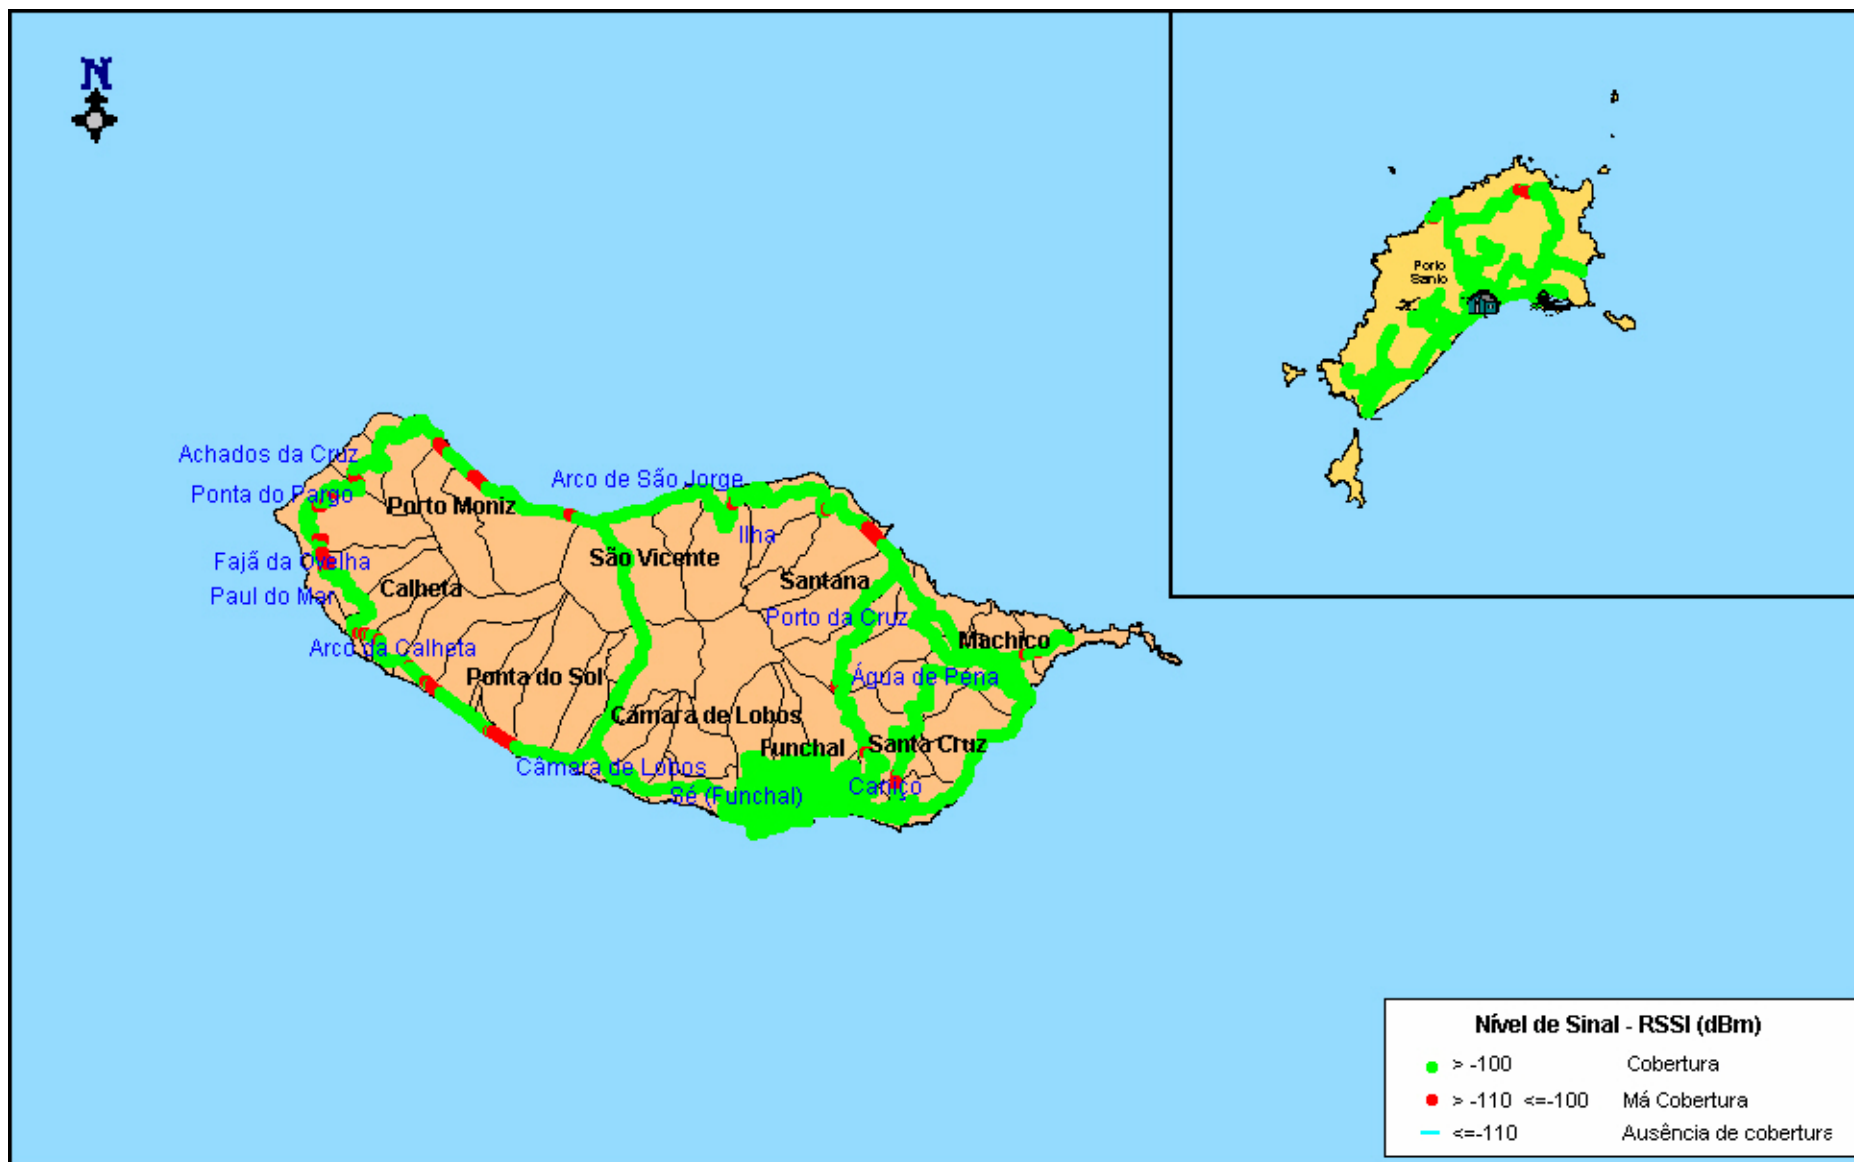 N
Porto
Santo
Achados da Cruz
Ponta do Pargo
Porto Moniz
Arco de São Jorge
Ilha
São Vicente
Fajã da Ovelha
Calheta
Santana
Paul do Mar
Porto da Cruz
Machico
Arco da Calheta
Ponta do Sol
Água de Pena
Câmara de Lobos
Funchal
Santa Cruz
Câmara de Lobos
Caniço
Sé (Funchal)
Nível de Sinal - RSSI (dBm)
> -100 Cobertura
> -110 <=-100 Má Cobertura
<=-110 Ausência de cobertura